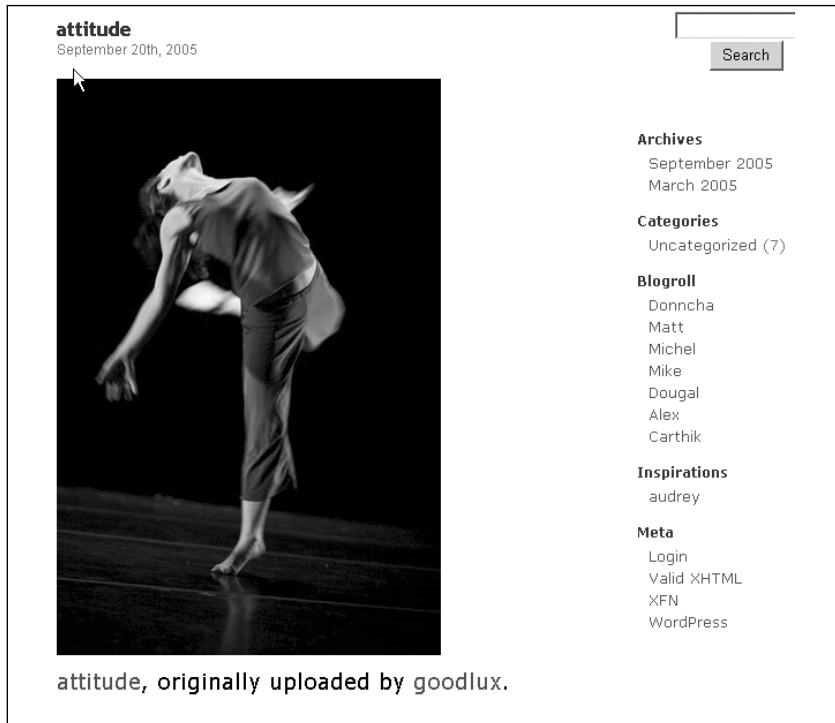 attitude
September 20th, 2005
attitude, originally uploaded by goodlux.
Search
Archives
September 2005
March 2005
Categories
Uncategorized (7)
Blogroll
Donncha
Matt
Michel
Mike
Dougal
Alex
Carthik
Inspirations
audrey
Meta
Login
Valid XHTML
XFN
WordPress